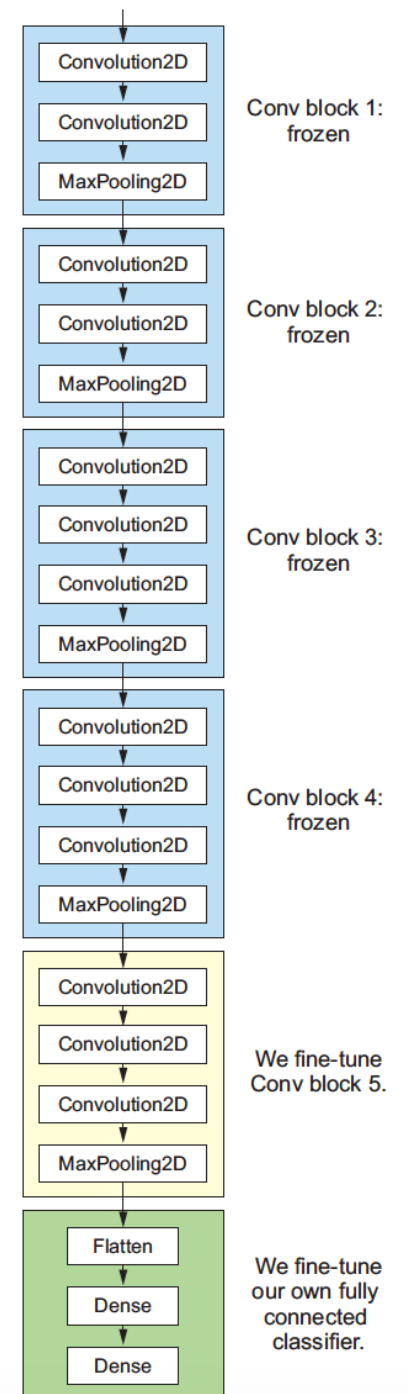 Convolution2D
Convolution2D
MaxPooling2D
Conv block 1:
frozen
Convolution2D
Convolution2D
MaxPooling2D
Conv block 2:
frozen
Convolution2D
Convolution2D
Convolution2D
MaxPooling2D
Conv block 3:
frozen
Convolution2D
Convolution2D
Convolution2D
MaxPooling2D
Conv block 4:
frozen
Convolution2D
Convolution2D
Convolution2D
MaxPooling2D
We fine-tune
Conv block 5.
Flatten
Dense
Dense
We fine-tune
our own fully
connected
classifier.